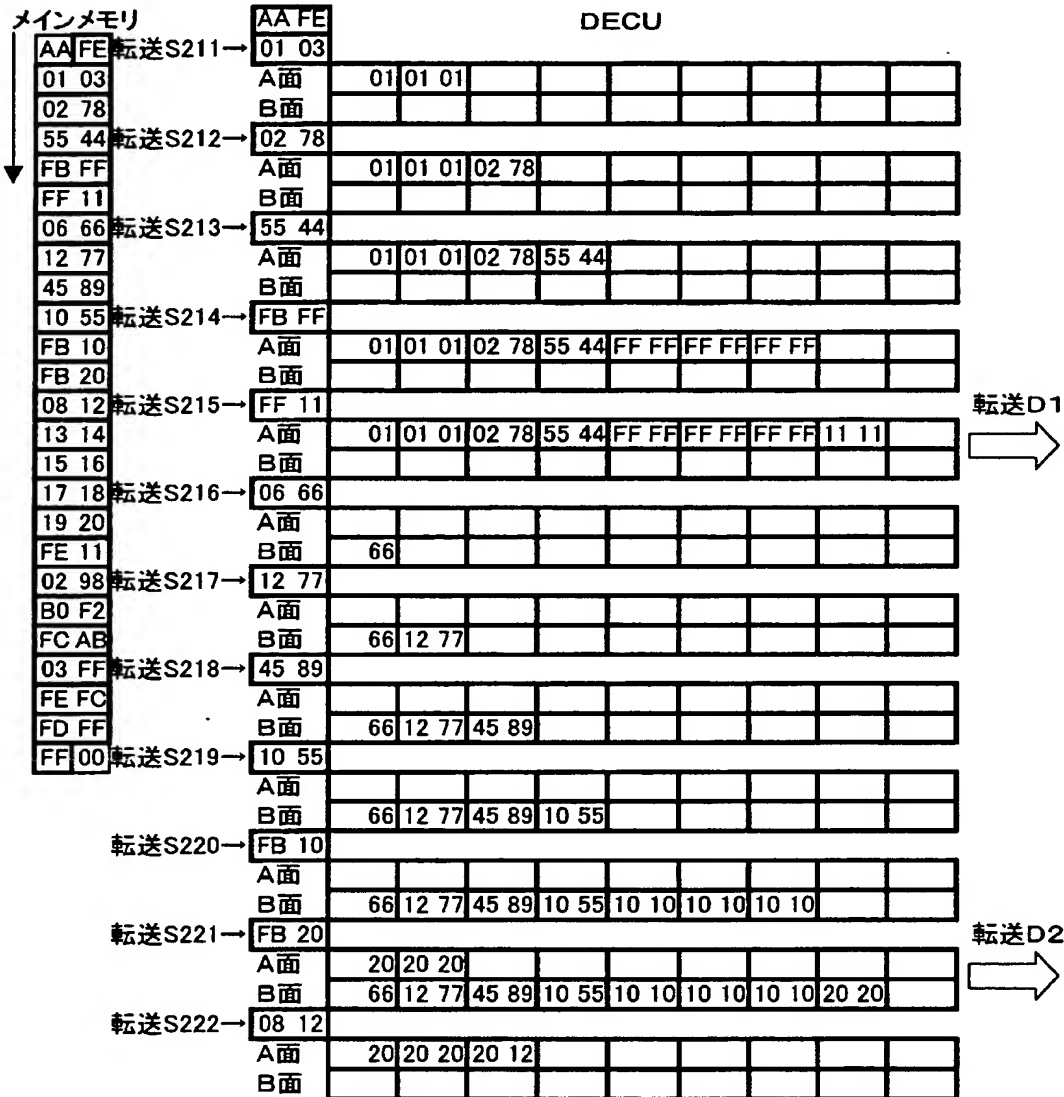 メインメモリ
AA FE
01 03
02 78
55 44
FB FF
FF 11
06 66
12 77
45 89
10 55
FB 10
FB 20
08 12
13 14
15 16
17 18
19 20
FE 11
02 98
B0 F2
FC AB
03 FF
FE FC
FD FF
FF 00
DECU
AA FE
転送S211→ 01 03
A面 01 01 01
B面
転送S212→ 02 78
A面 01 01 01 02 78
B面
転送S213→ 55 44
A面 01 01 01 02 78 55 44
B面
転送S214→ FB FF
A面 01 01 01 02 78 55 44 FF FF FF FF FF FF
B面
転送S215→ FF 11
A面 01 01 01 02 78 55 44 FF FF FF FF FF FF 11 11
B面
転送D1
転送S216→ 06 66
A面
B面 66
転送S217→ 12 77
A面
B面 66 12 77
転送S218→ 45 89
A面
B面 66 12 77 45 89
転送S219→ 10 55
A面
B面 66 12 77 45 89 10 55
転送S220→ FB 10
A面
B面 66 12 77 45 89 10 55 10 10 10 10 10 10
転送S221→ FB 20
A面 20 20 20
B面 66 12 77 45 89 10 55 10 10 10 10 10 10 20 20
転送D2
転送S222→ 08 12
A面 20 20 20 20 12
B面